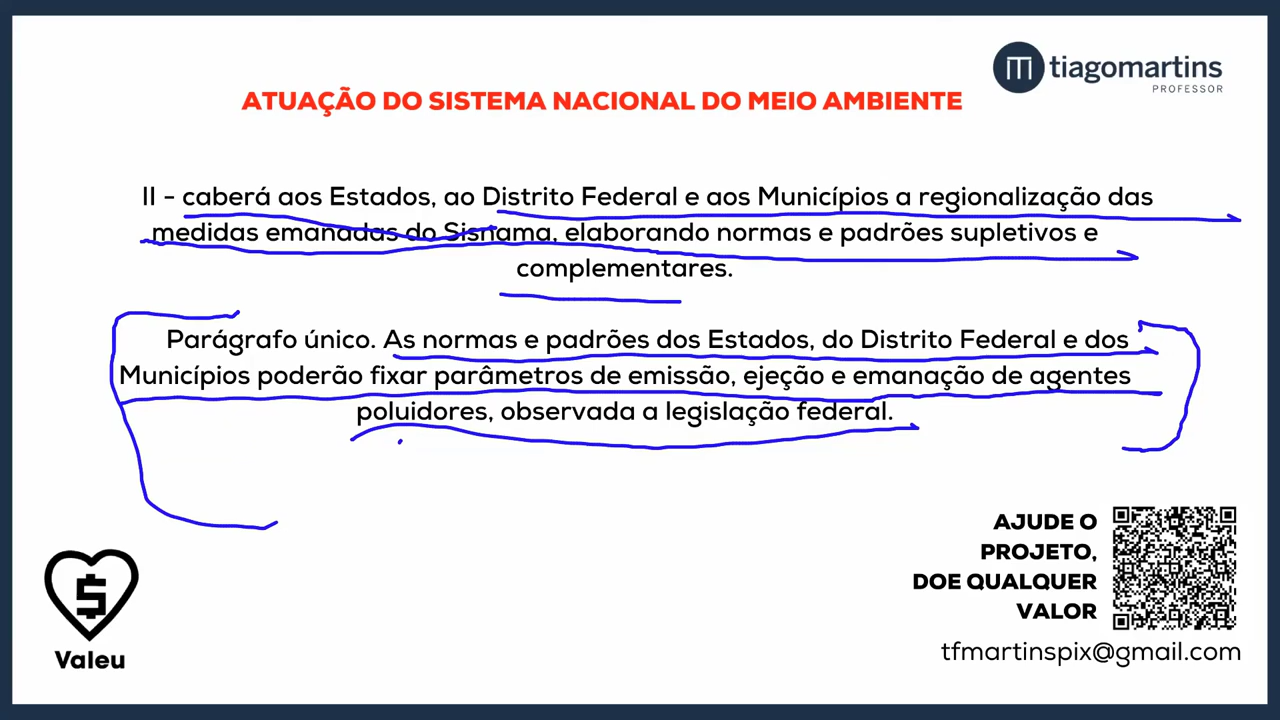 tiagomartins
PROFESSOR
ATUAÇÃO DO SISTEMA NACIONAL DO MEIO AMBIENTE
II - caberá aos Estados, ao Distrito Federal e aos Municípios a regionalização das
medidas emanadas do Sisnama, elaborando normas e padrões supletivos e
complementares.
Parágrafo único. As normas e padrões dos Estados, do Distrito Federal e dos
Municípios poderão fixar parâmetros de emissão, ejeção e emanação de agentes
poluidores, observada a legislação federal.
Valeu
AJUDE O
PROJETO,
DOE QUALQUER
VALOR
tfmartinspix@gmail.com